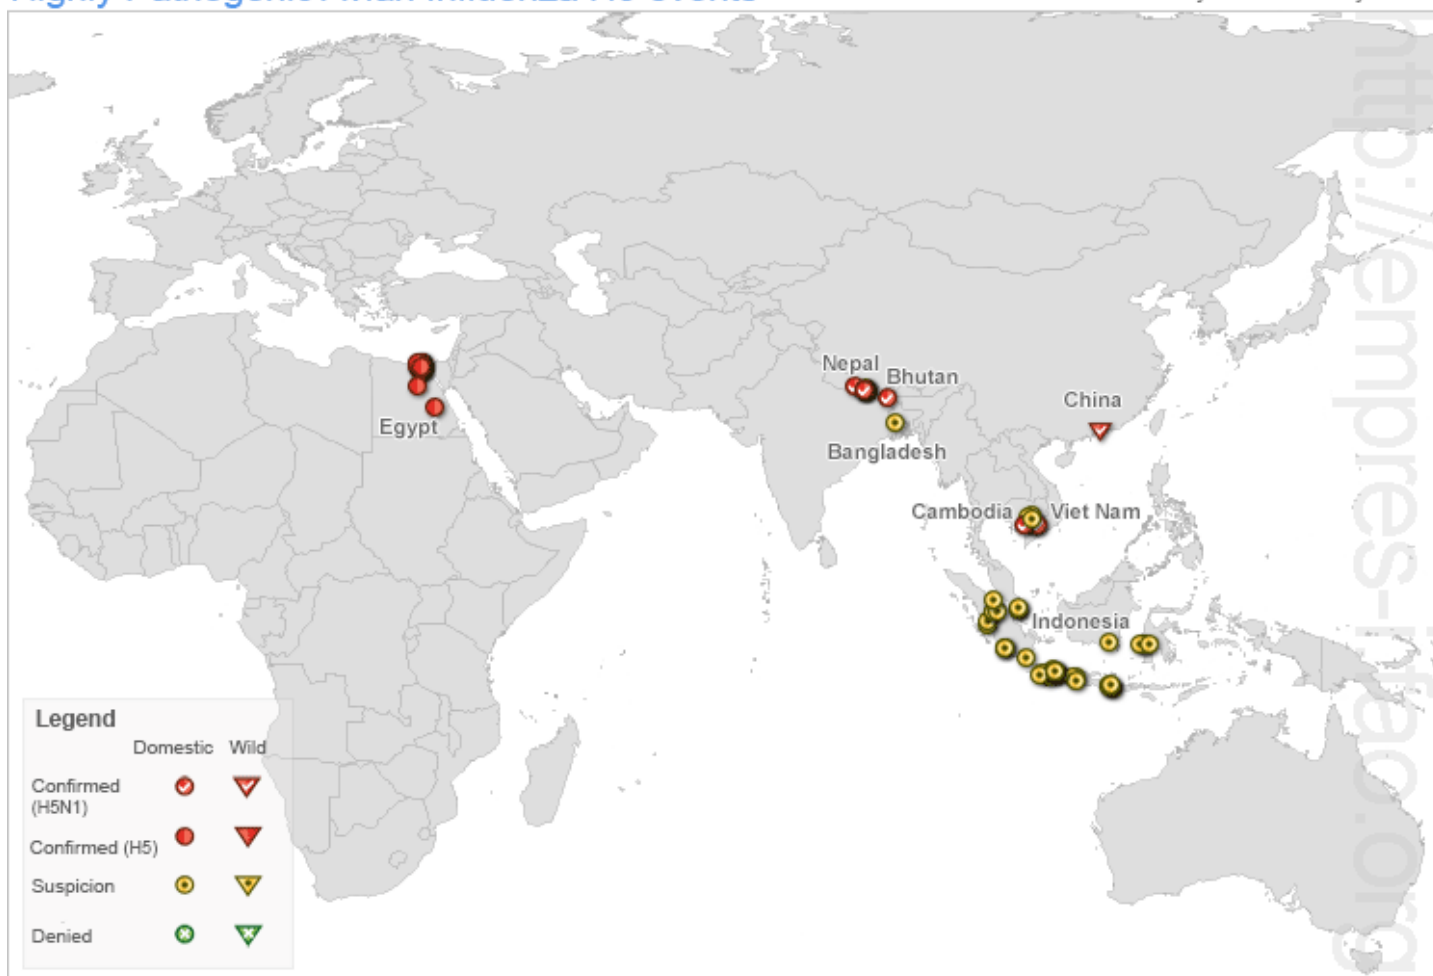 Nepal
Bhutan
China
Egypt
Bangladesh
Cambodia
Viet Nam
Indonesia
Legend
Domestic Wild
Confirmed
(H5N1)
Confirmed (H5)
Suspicion
Denied
http://empres-i.fao.org